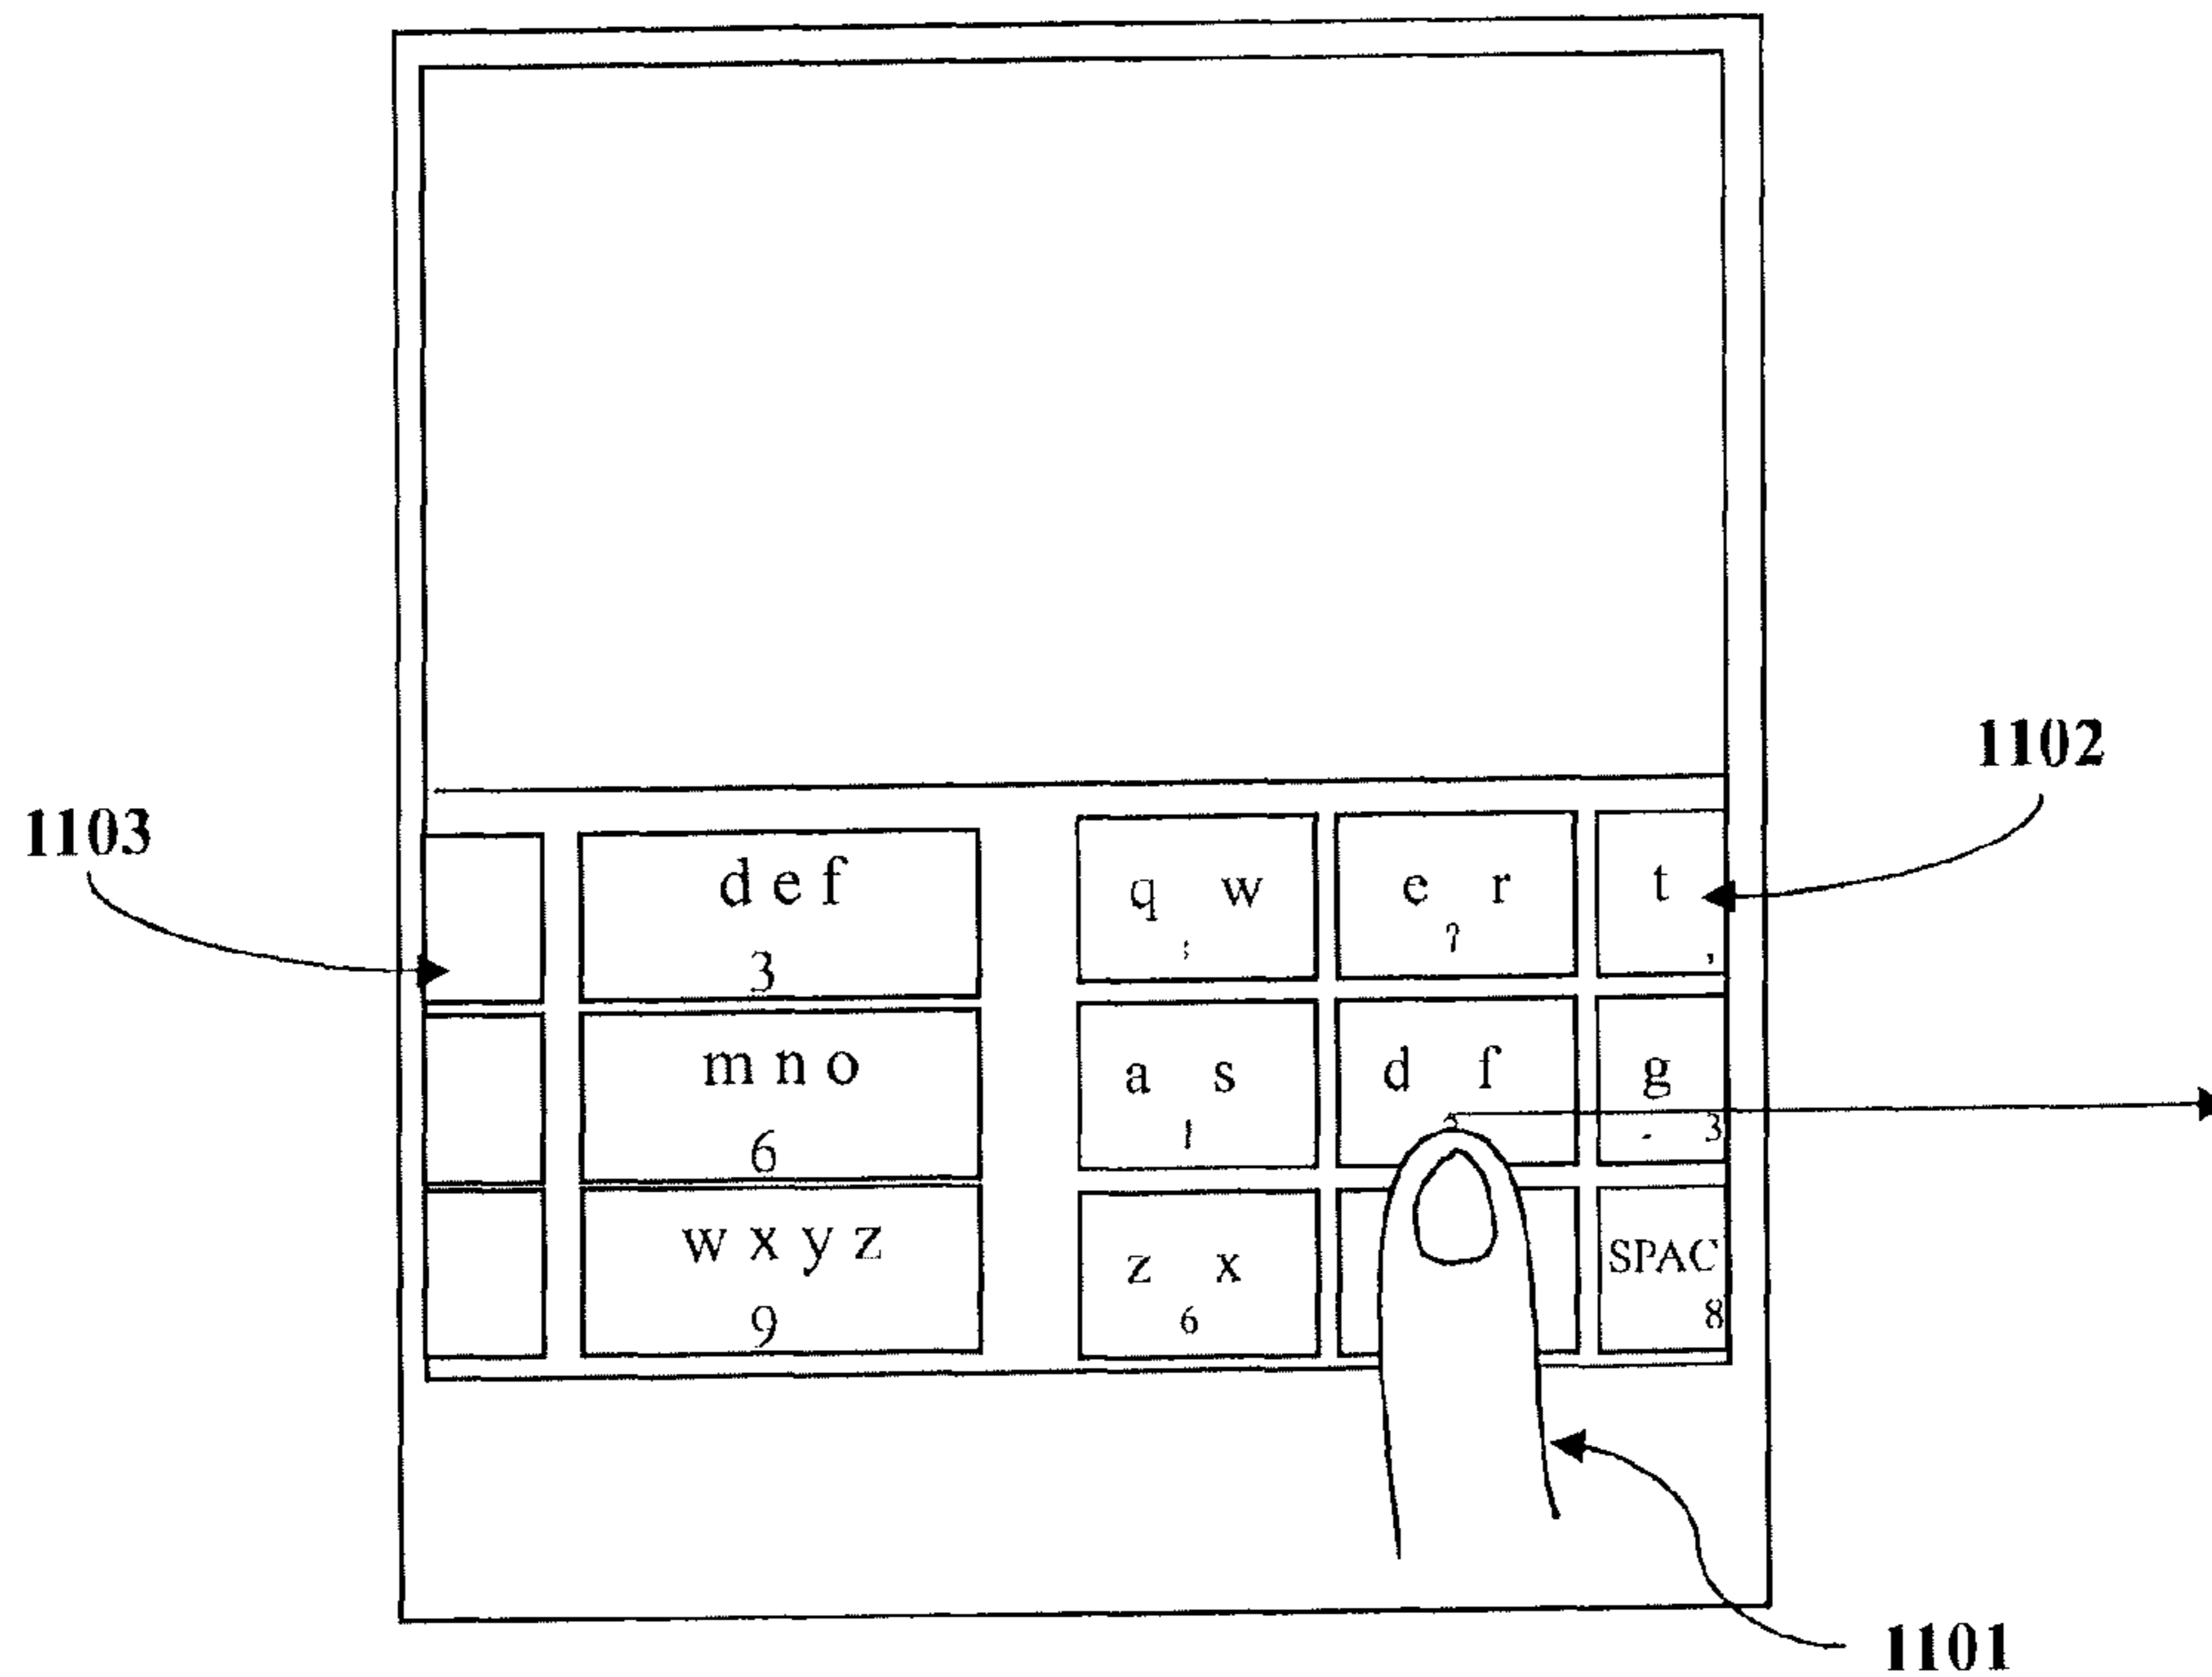 1102
1103
d e f
3
q w
;
e r
?
t
,
m n o
6
a s
d f
g
- 3
w x y z
9
z x
6
SPAC
8
1101